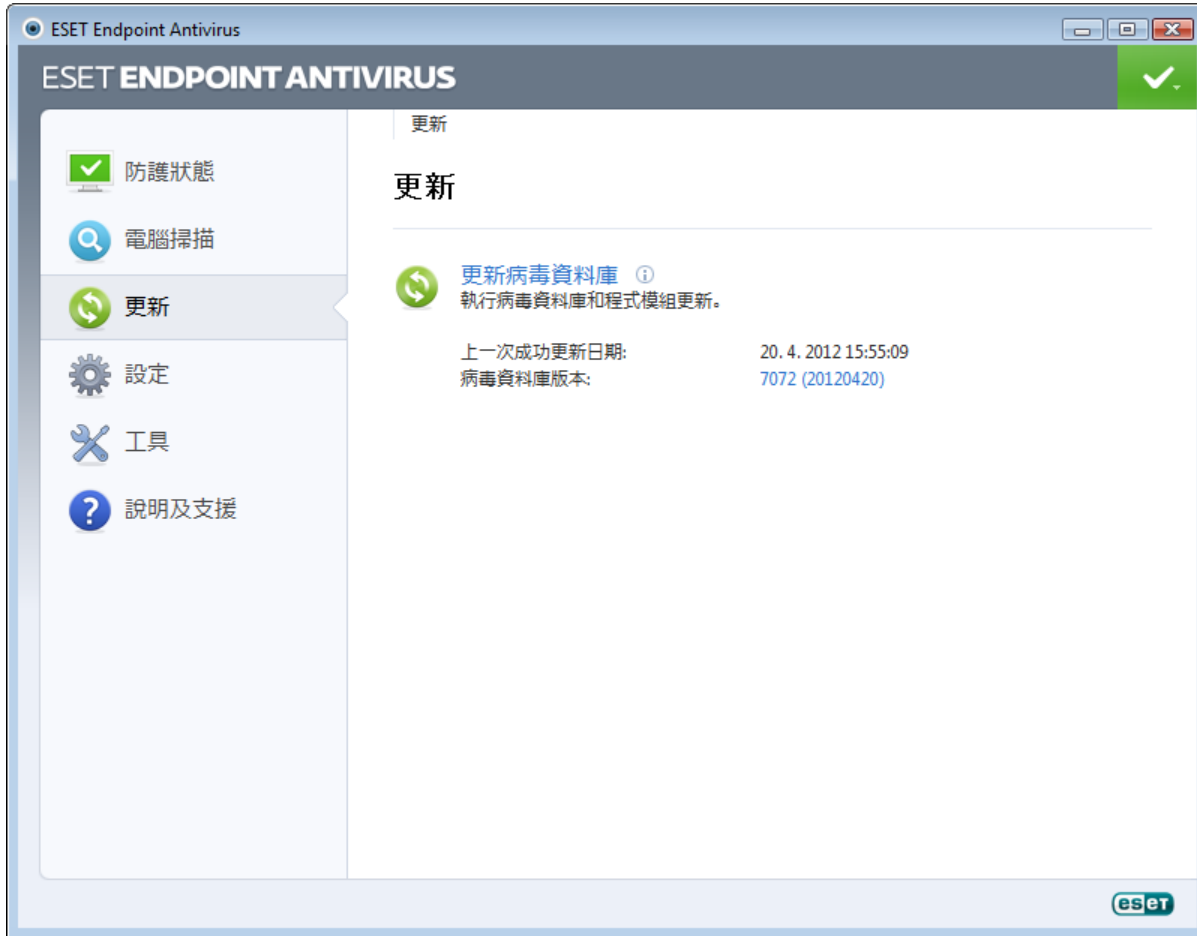 ESET Endpoint Antivirus
ESET ENDPOINT ANTIVIRUS
更新
防護狀態
更新
電腦掃描
更新病毒資料庫
更新
執行病毒資料庫和程式模組更新。
上一次成功更新日期: 20. 4. 2012 15:55:09
設定
病毒資料庫版本: 7072 (20120420)
工具
說明及支援
eset